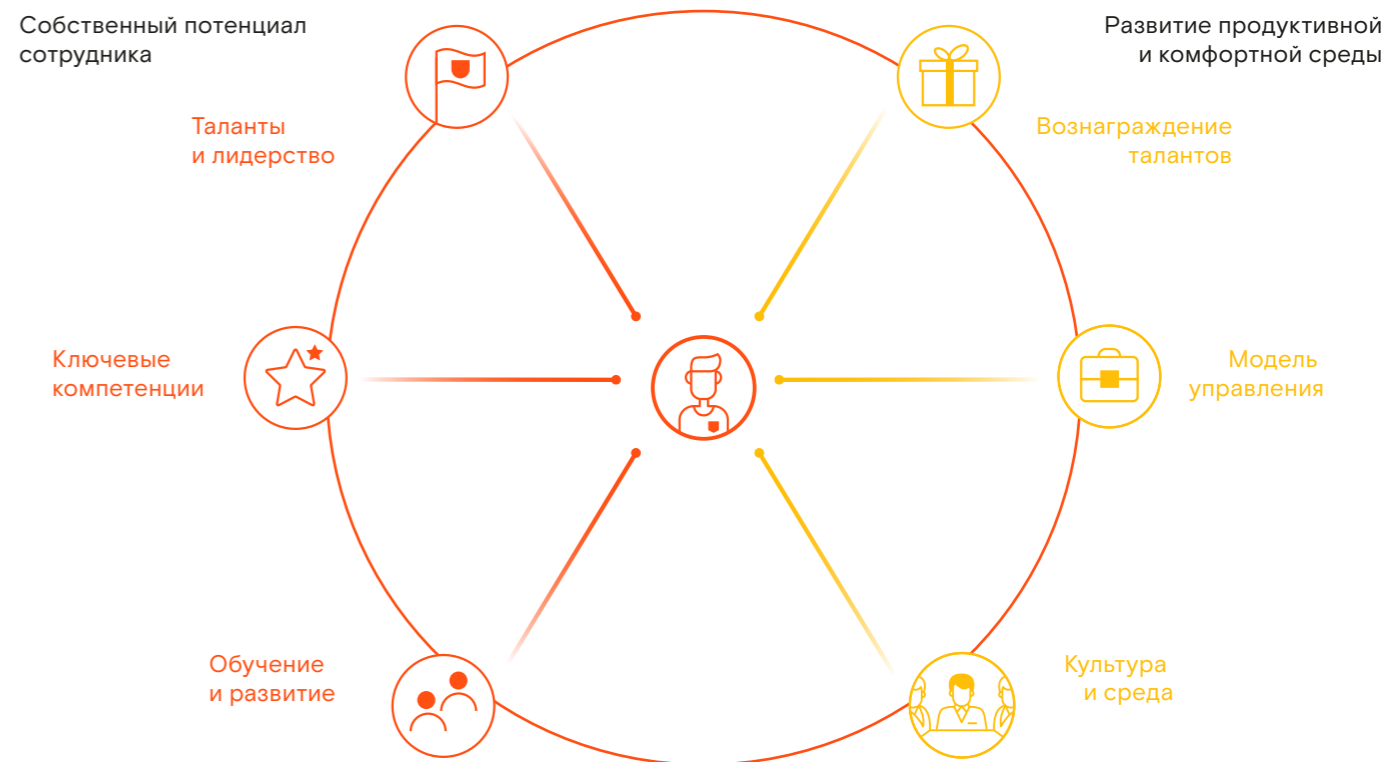 Собственный потенциал
сотрудника
Развитие продуктивной
и комфортной среды
Таланты
и лидерство
Вознаграждение
талантов
Ключевые
компетенции
Модель
управления
Обучение
и развитие
Культура
и среда